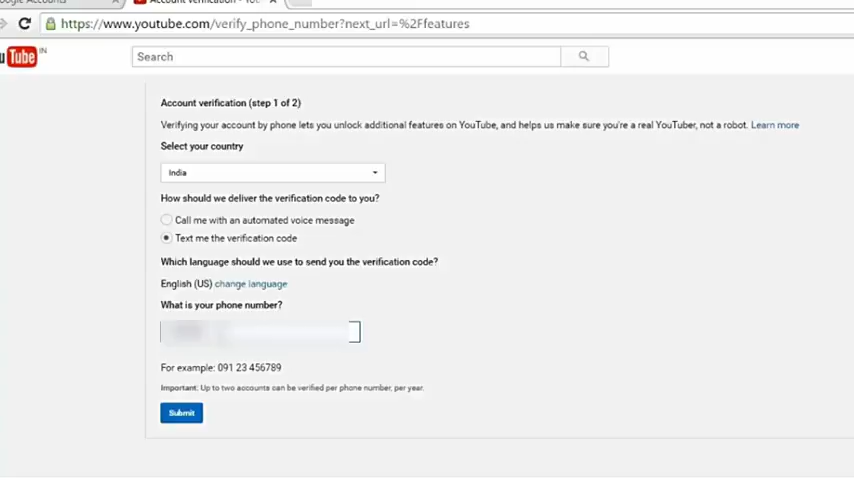 Account verification - You
https://www.youtube.com/verify_phone_number?next_url=%2Ffeatures
Tube IN
Search
Account verification (step 1 of 2)
Verifying your account by phone lets you unlock additional features on YouTube, and helps us make sure you're a real YouTuber, not a robot. Learn more
Select your country
India
How should we deliver the verification code to you?
Call me with an automated voice message
Text me the verification code
Which language should we use to send you the verification code?
English (US) change language
What is your phone number?
For example: 091 23 456789
Important: Up to two accounts can be verified per phone number, per year.
Submit